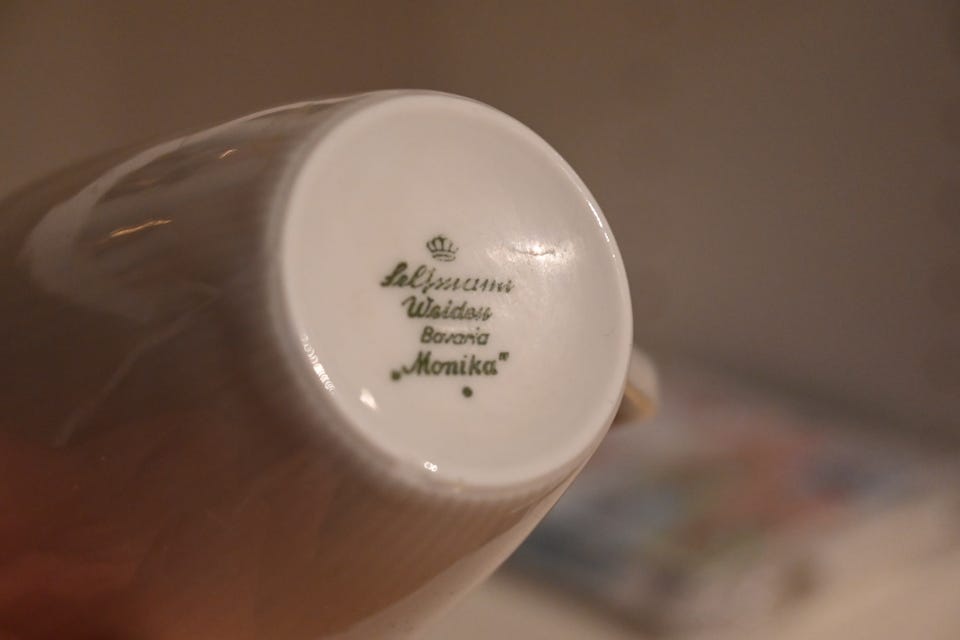 Seltmann
Weiden
Bavaria
„Monika"